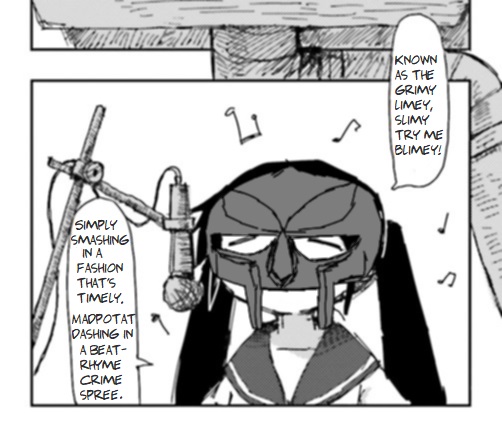 KNOWN
AS THE
GRIMY
LIMEY,
SLIMY
TRY ME
BLIMEY!
SIMPLY
SMASHING
IN A
FASHION
THAT'S
TIMELY.
MADPOTAT
DASHING IN
A BEAT-
RHYME
CRIME
SPREE.